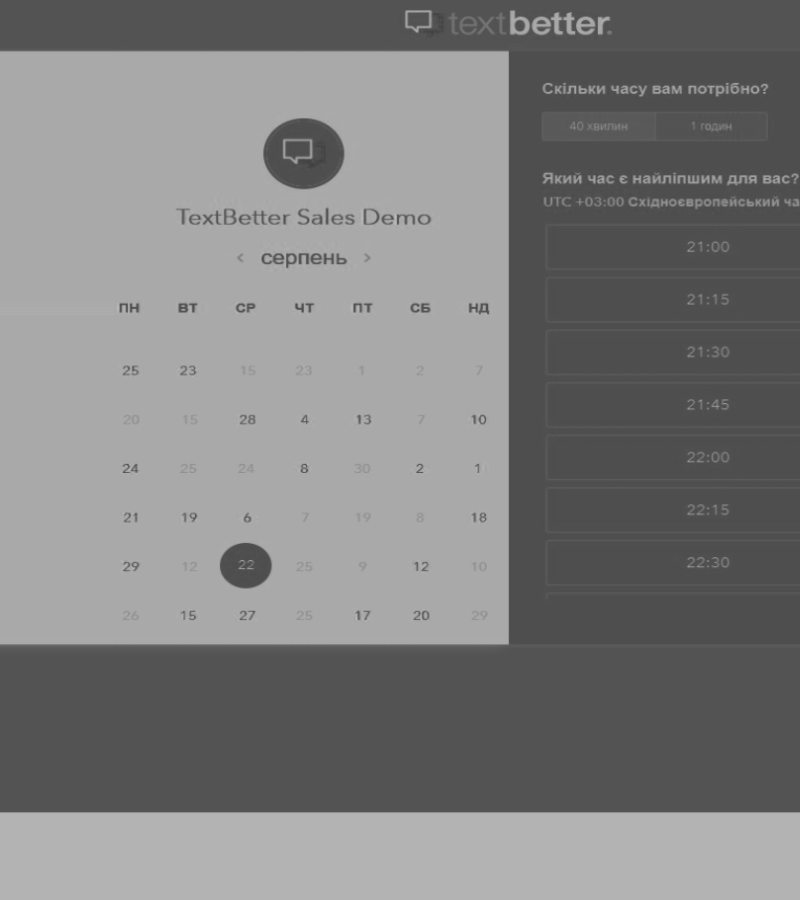 textbetter.
TextBetter Sales Demo
< серпень >
ПН ВТ СР ЧТ ПТ СБ НД
25 23 15 23 1 2 7
20 15 28 4 13 7 10
24 25 24 8 30 2 1
21 19 6 7 19 8 18
29 12 22 25 9 12 10
26 15 27 25 17 20 29
Скільки часу вам потрібно?
40 хвилин 1 годин
Який час є найліпшим для вас?
UTC +03:00 Східноєвропейський ча
21:00
21:15
21:30
21:45
22:00
22:15
22:30